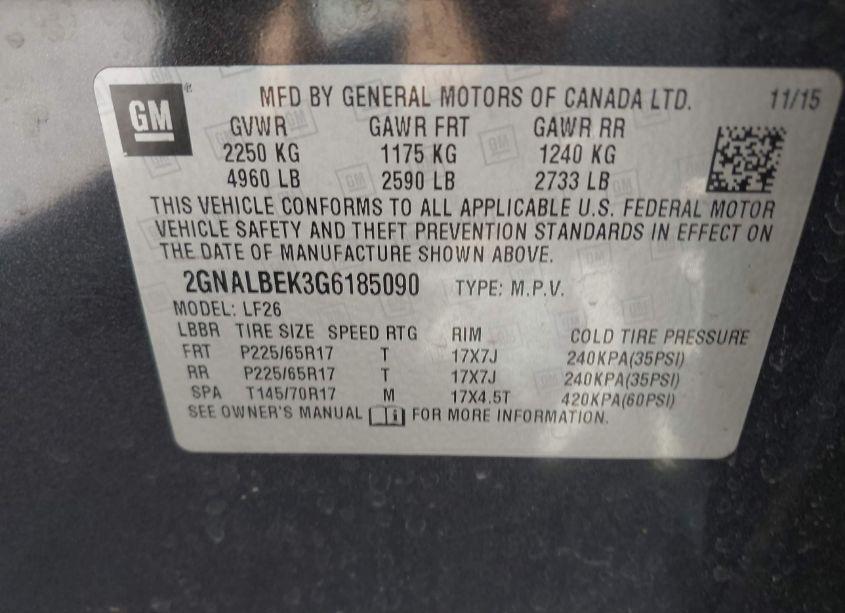 GM MFD BY GENERAL MOTORS OF CANADA LTD. 11/15
GVWR GAWR FRT GAWR RR
2250 KG 1175 KG 1240 KG
4960 LB 2590 LB 2733 LB
THIS VEHICLE CONFORMS TO ALL APPLICABLE U.S. FEDERAL MOTOR
VEHICLE SAFETY AND THEFT PREVENTION STANDARDS IN EFFECT ON
THE DATE OF MANUFACTURE SHOWN ABOVE.
2GNALBEK3G6185090 TYPE: M.P.V.
MODEL: LF26
LBBR TIRE SIZE SPEED RTG RIM COLD TIRE PRESSURE
FRT P225/65R17 T 17X7J 240KPA(35PSI)
RR P225/65R17 T 17X7J 240KPA(35PSI)
SPA T145/70R17 M 17X4.5T 420KPA(60PSI)
SEE OWNER'S MANUAL FOR MORE INFORMATION.